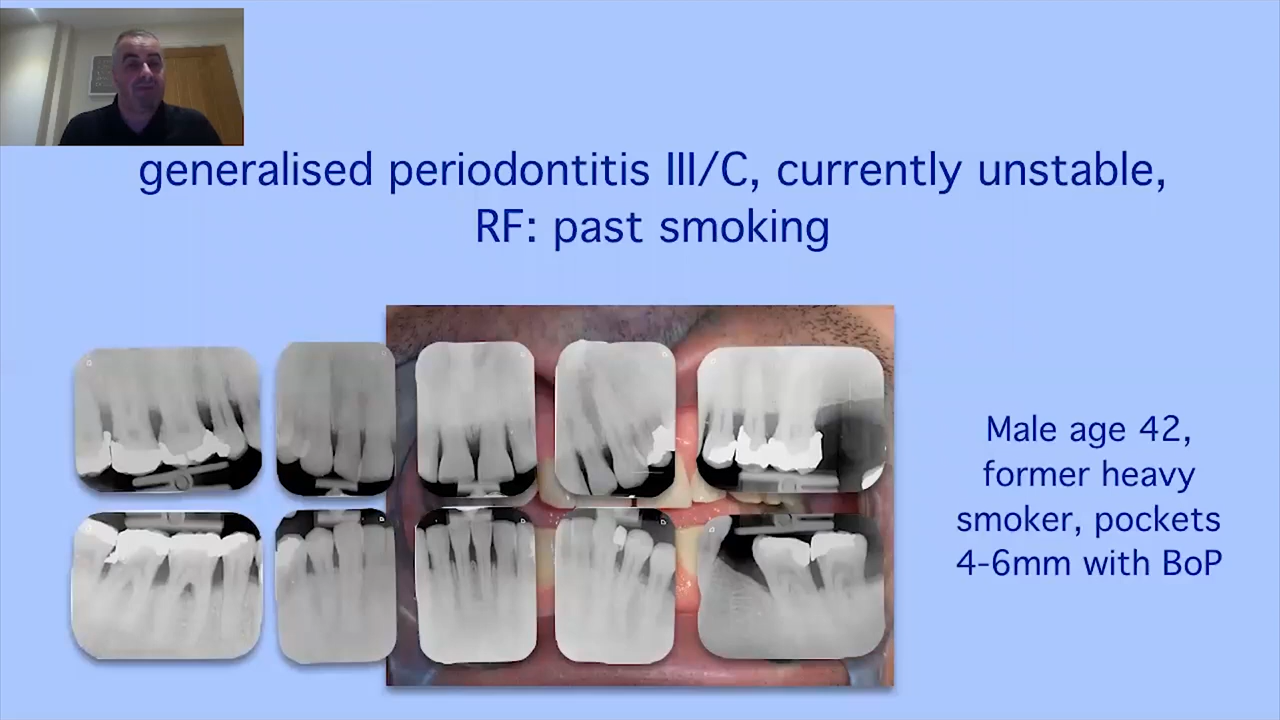 generalised periodontitis III/C, currently unstable,
RF: past smoking
Male age 42,
former heavy
smoker, pockets
4-6mm with BoP